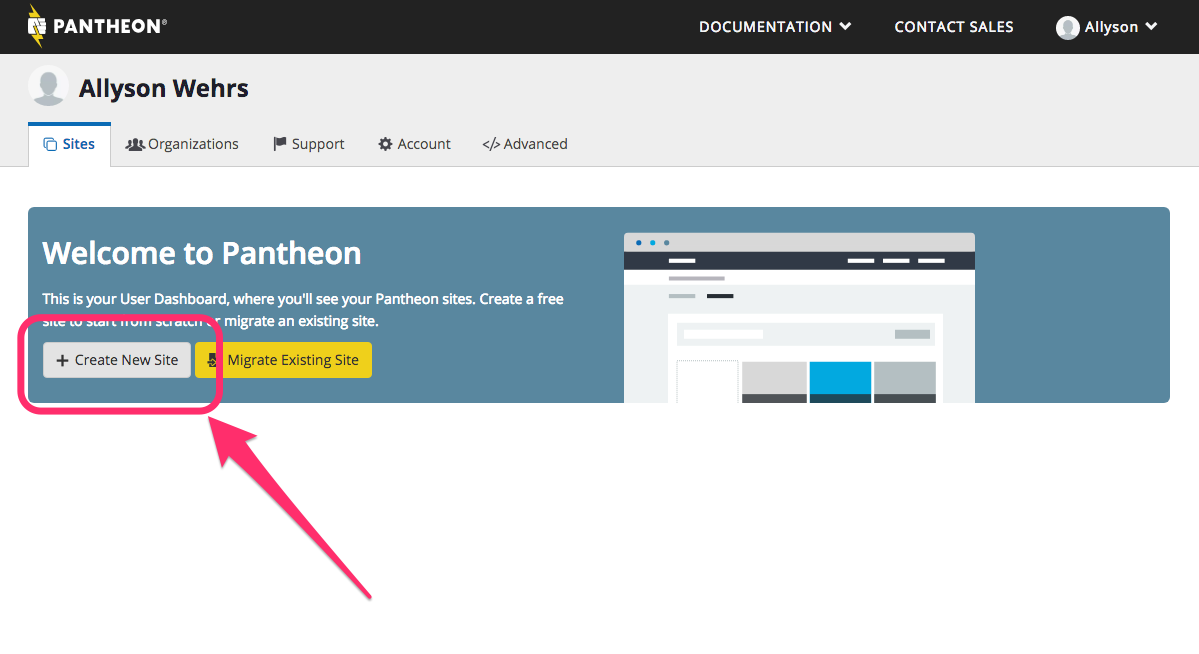 PANTHEON®
DOCUMENTATION
CONTACT SALES
Allyson
Allyson Wehrs
Sites
Organizations
Support
Account
</> Advanced
Welcome to Pantheon
This is your User Dashboard, where you'll see your Pantheon sites. Create a free
site to start from scratch or migrate an existing site.
+ Create New Site
Migrate Existing Site